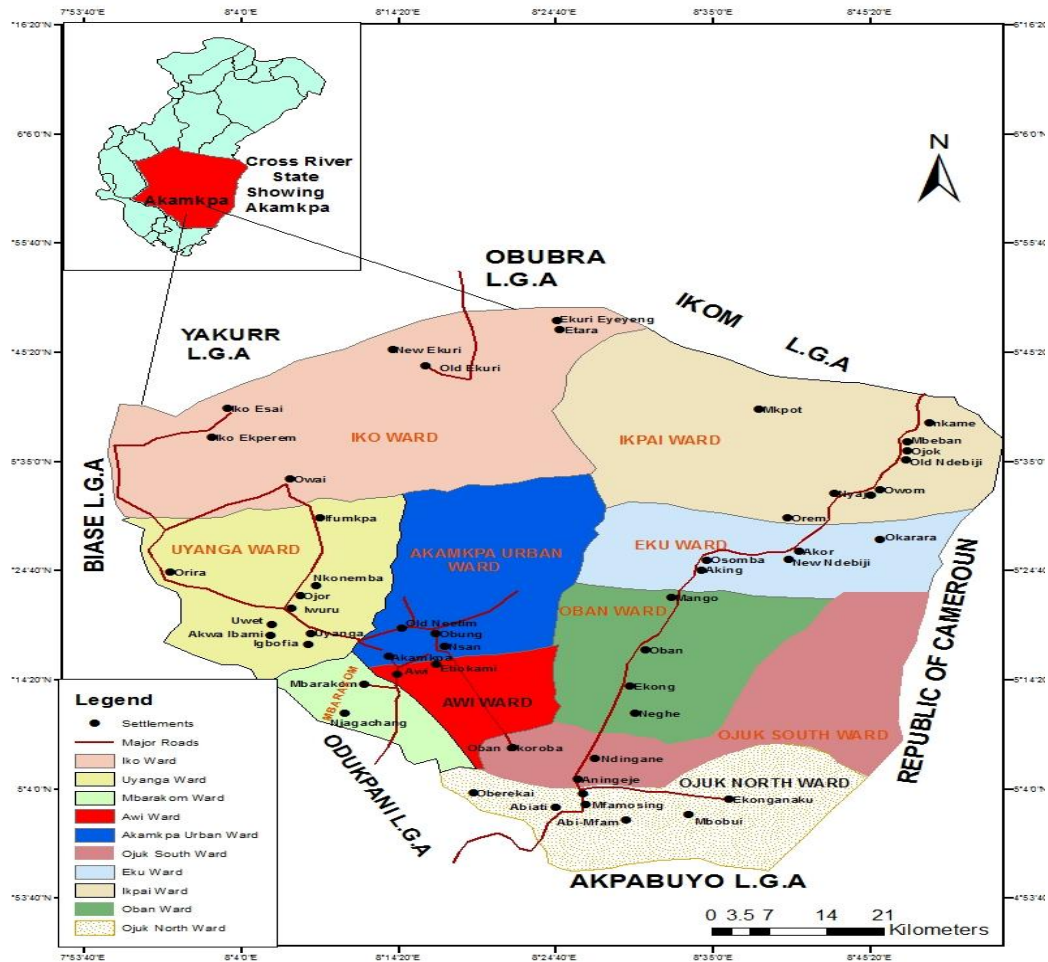 7°53'40"E
8°4'0"E
8°14'20"E
8°24'40"E
8°35'0"E
8°45'20"E
6°16'20"N
6°6'0"N
5°55'40"N
5°45'20"N
5°35'0"N
5°24'40"N
5°14'20"N
5°4'0"N
4°53'40"N
Cross River
State
Showing
Akamkpa
Akamkpa
N
OBUBRA
L.G.A
IKOM
L.G.A
YAKURR
L.G.A
BIASE L.G.A
REPUBLIC OF CAMEROUN
ODUKPANI L.G.A
AKPABUYO L.G.A
Ekuri Eyeyeng
Etara
New Ekuri
Old Ekuri
Iko Esai
Iko Ekperem
IKO WARD
Owai
Mkpot
IKPAI WARD
nkame
Mbeban
Ojok
Old Ndebiji
Owom
Nyaje
Orem
Ifumkpa
UYANGA WARD
Orira
Nkonemba
Ojor
Iwuru
Uwet
Akwa Ibami
Igbofia
Uyanga
AKAMKPA URBAN
WARD
Old Neetim
Obung
Nsan
Akamkpa
Etiokami
EKU WARD
Okarara
Akor
New Ndebiji
Osomba
Aking
OBAN WARD
Mango
Oban
Ekong
Neghe
Mbarakom
MBARAKOM
Njagachang
Awi
AWI WARD
Oban koroba
OJUK SOUTH WARD
Ndingane
Aningeje
OJUK NORTH WARD
Oberekai
Abiati
Mfamosing
Abi-Mfam
Ekonganaku
Mbobui
Legend
Settlements
Major Roads
Iko Ward
Uyanga Ward
Mbarakom Ward
Awi Ward
Akamkpa Urban Ward
Ojuk South Ward
Eku Ward
Ikpai Ward
Oban Ward
Ojuk North Ward
0 3.5 7 14 21
Kilometers